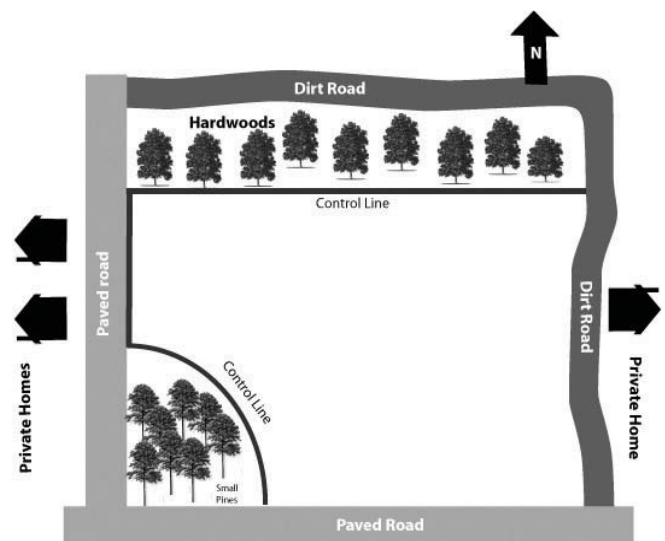 N
Dirt Road
Hardwoods
Control Line
Paved road
Dirt Road
Private Homes
Private Home
Control Line
Small
Pines
Paved Road